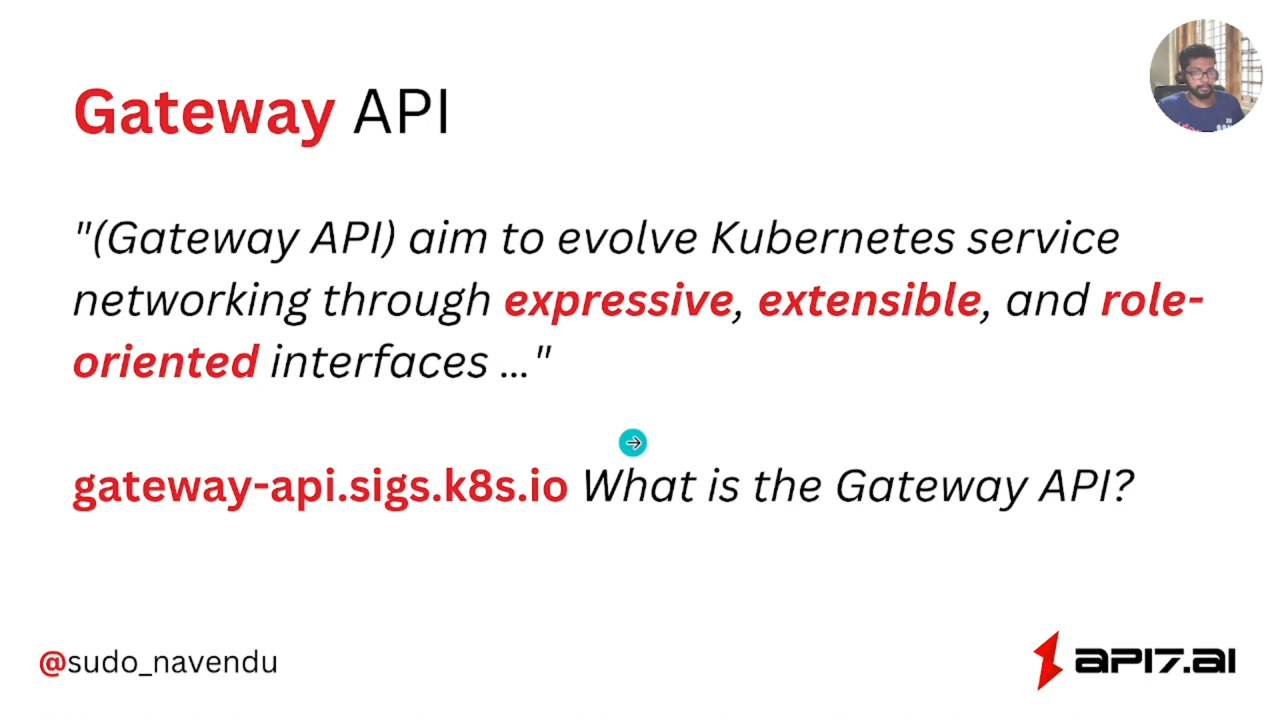 Gateway API
"(Gateway API) aim to evolve Kubernetes service
networking through expressive, extensible, and role-
oriented interfaces ..."
gateway-api.sigs.k8s.io What is the Gateway API?
@sudo_navendu
API7.AI